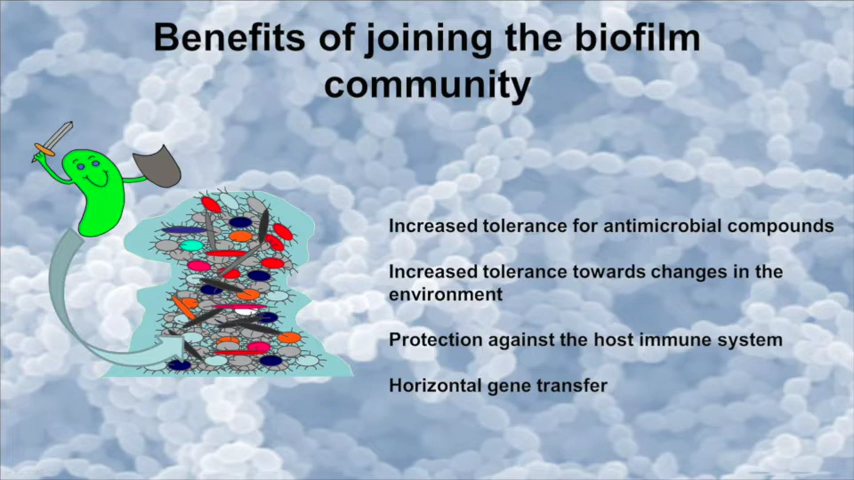 Benefits of joining the biofilm
community
Increased tolerance for antimicrobial compounds
Increased tolerance towards changes in the
environment
Protection against the host immune system
Horizontal gene transfer